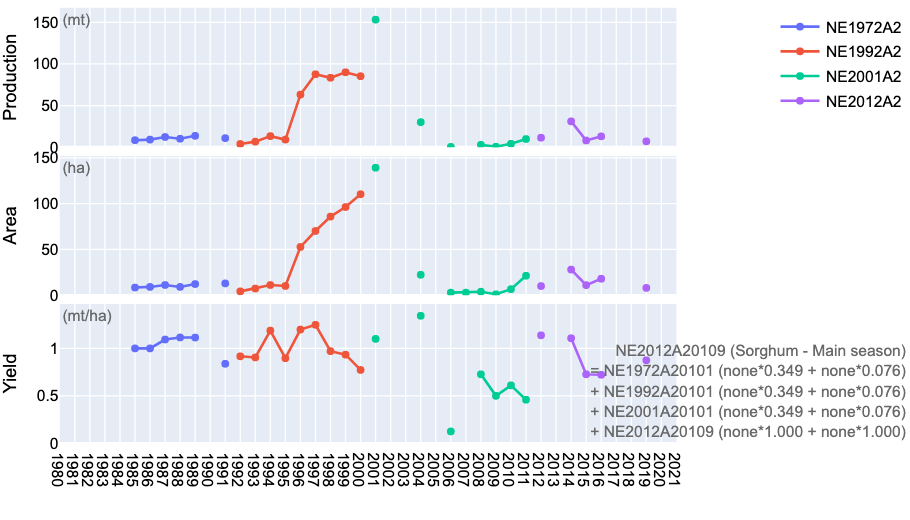 150
(mt)
NE1972A2
NE1992A2
100
NE2001A2
Production
NE2012A2
50
0
150
(ha)
100
Area
50
0
(mt/ha)
1
NE2012A20109 (Sorghum - Main season)
= NE1972A20101 (none*0.349 + none*0.076)
Yield
0.5
+ NE1992A20101 (none*0.349 + none*0.076)
+ NE2001A20101 (none*0.349 + none*0.076)
+ NE2012A20109 (none*1.000 + none*1.000)
0
1980 1981 1982 1983 1984 1985 1986 1987 1988 1989 1990 1991 1992 1993 1994 1995 1996 1997 1998 1999 2000 2001 2002 2003 2004 2005 2006 2007 2008 2009 2010 2011 2012 2013 2014 2015 2016 2017 2018 2019 2020 2021